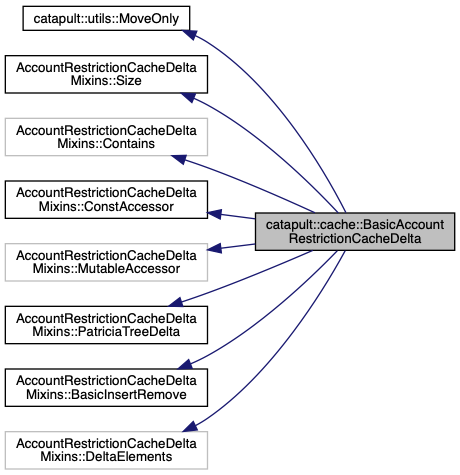 catapult::utils::MoveOnly
AccountRestrictionCacheDelta
Mixins::Size
AccountRestrictionCacheDelta
Mixins::Contains
AccountRestrictionCacheDelta
Mixins::ConstAccessor
AccountRestrictionCacheDelta
Mixins::MutableAccessor
AccountRestrictionCacheDelta
Mixins::PatriciaTreeDelta
AccountRestrictionCacheDelta
Mixins::BasicInsertRemove
AccountRestrictionCacheDelta
Mixins::DeltaElements
catapult::cache::BasicAccount
RestrictionCacheDelta